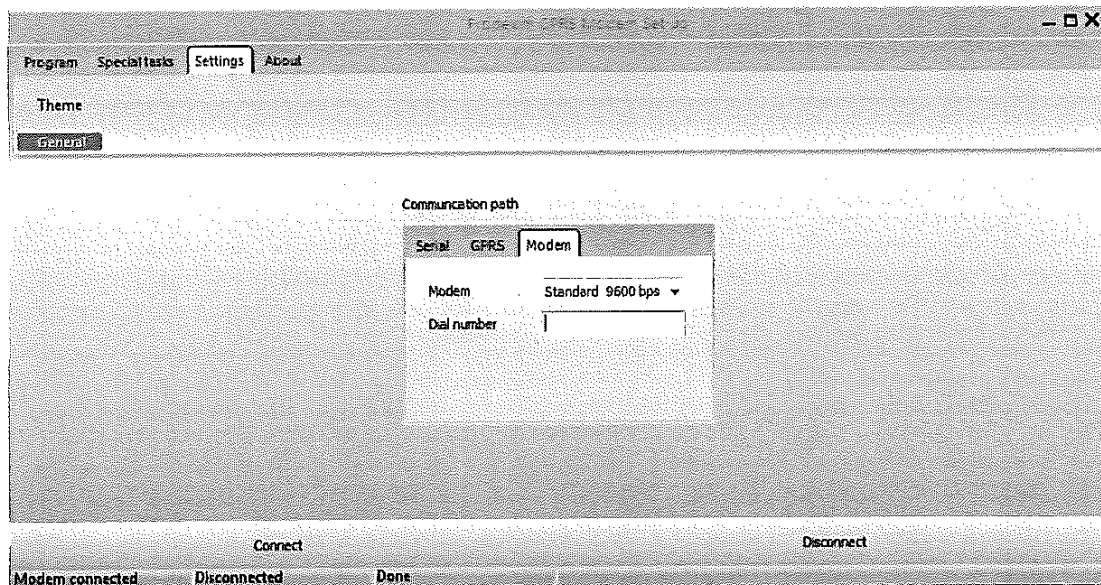 Program Special tasks Settings About
Theme
General
Communcation path
Serial GPRS Modem
Modem Standard 9600 bps
Dial number
Connect Disconnect
Modem connected Disconnected Done